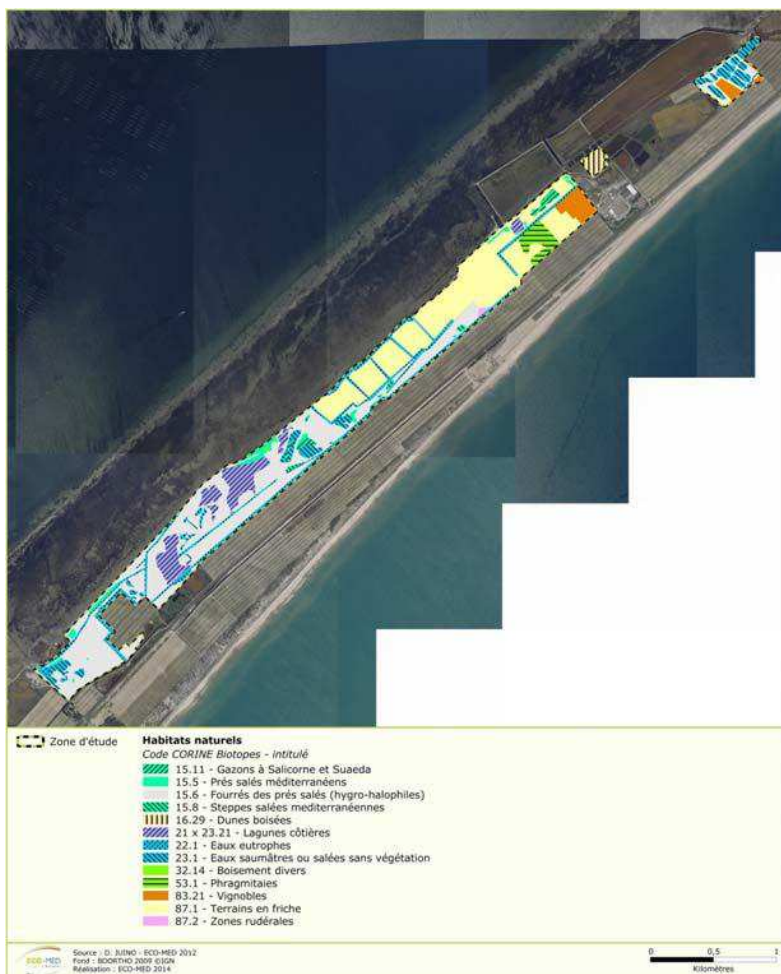 Zone d'étude
Habitats naturels
Code CORINE Biotopes - intitulé
15.11 - Gazons à Salicorne et Suaeda
15.5 - Prés salés méditerranéens
15.6 - Fourrés des prés salés (hygro-halophiles)
15.8 - Steppes salées mediterranéennes
16.29 - Dunes boisées
21 x 23.21 - Lagunes côtières
22.1 - Eaux eutrophes
23.1 - Eaux saumâtres ou salées sans végétation
32.14 - Boisement divers
53.1 - Phragmitaies
83.21 - Vignobles
87.1 - Terrains en friche
87.2 - Zones rudérales
ECO-MED
Source : D. JUINO - ECO-MED 2012
Fond : BDORTHO 2009 ©IGN
Réalisation : ECO-MED 2014
0 0,5 1
Kilomètres